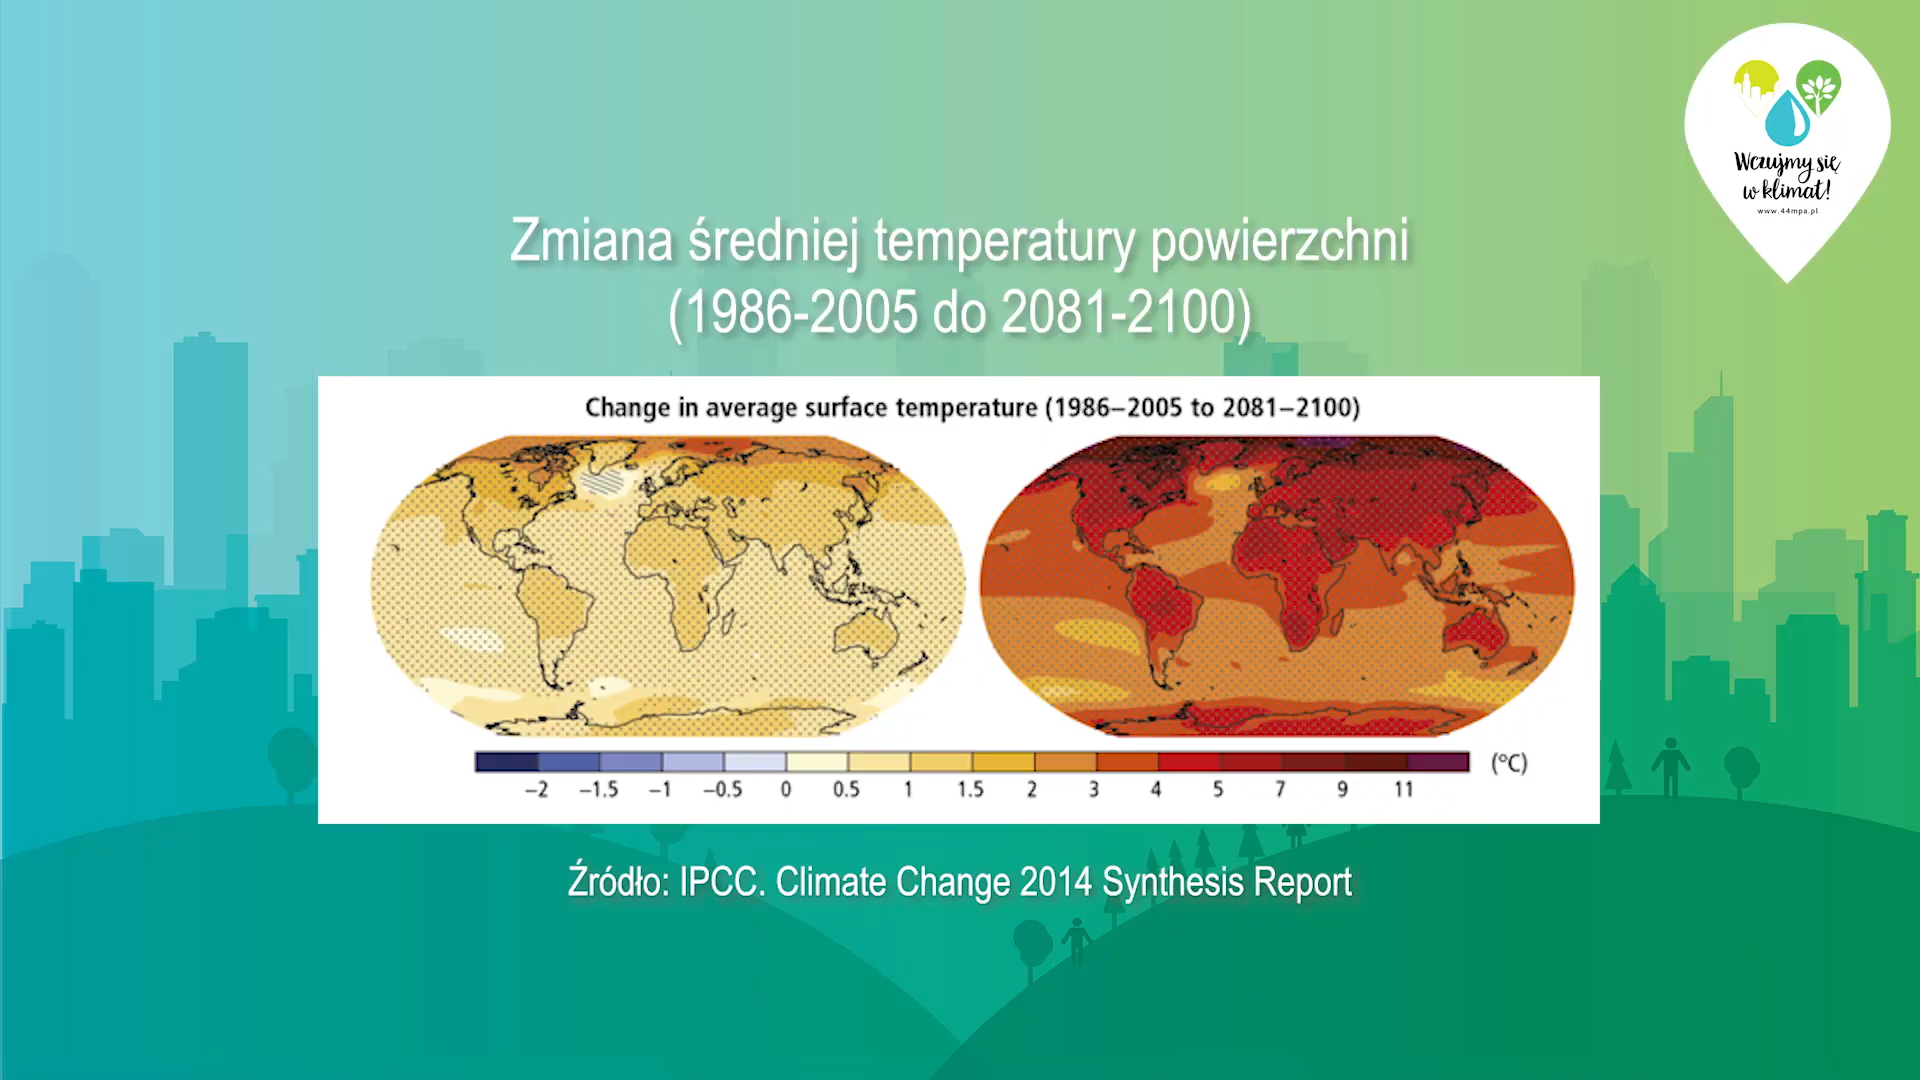 Wczujmy się
w klimat!
www.44mpa.pl
Zmiana średniej temperatury powierzchni
(1986-2005 do 2081-2100)
Change in average surface temperature (1986–2005 to 2081–2100)
(°C)
–2 –1.5 –1 –0.5 0 0.5 1 1.5 2 3 4 5 7 9 11
Źródło: IPCC. Climate Change 2014 Synthesis Report